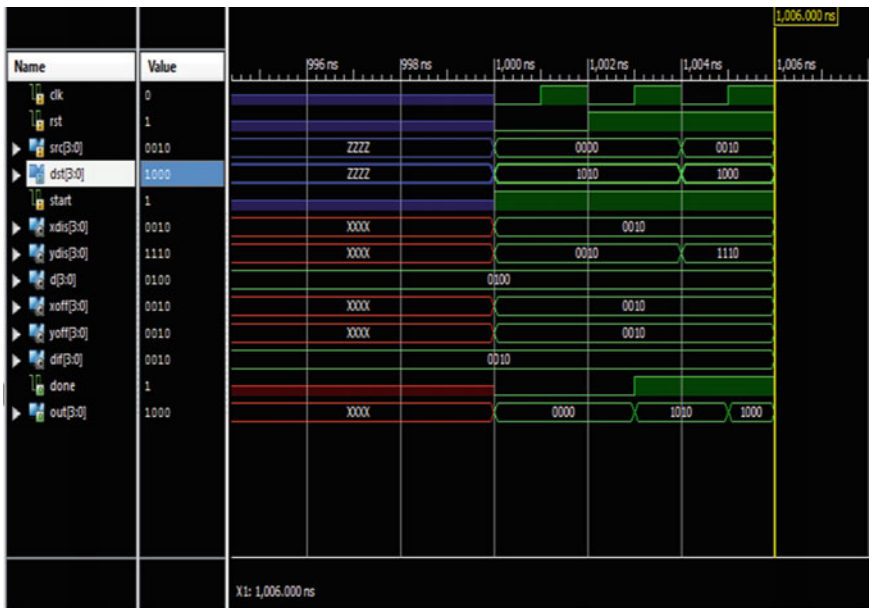 1,006.000 ns
Name Value
996 ns 998 ns 1,000 ns 1,002 ns 1,004 ns 1,006 ns
clk 0
rst 1
src[3:0] 0010 ZZZZ 0000 0010
dst[3:0] 1000 ZZZZ 1010 1000
start 1
xdis[3:0] 0010 XXXX 0010
ydis[3:0] 1110 XXXX 0010 1110
d[3:0] 0100 0100
xoff[3:0] 0010 XXXX 0010
yoff[3:0] 0010 XXXX 0010
dif[3:0] 0010 0010
done 1
out[3:0] 1000 XXXX 0000 1010 1000
X1: 1,006.000 ns